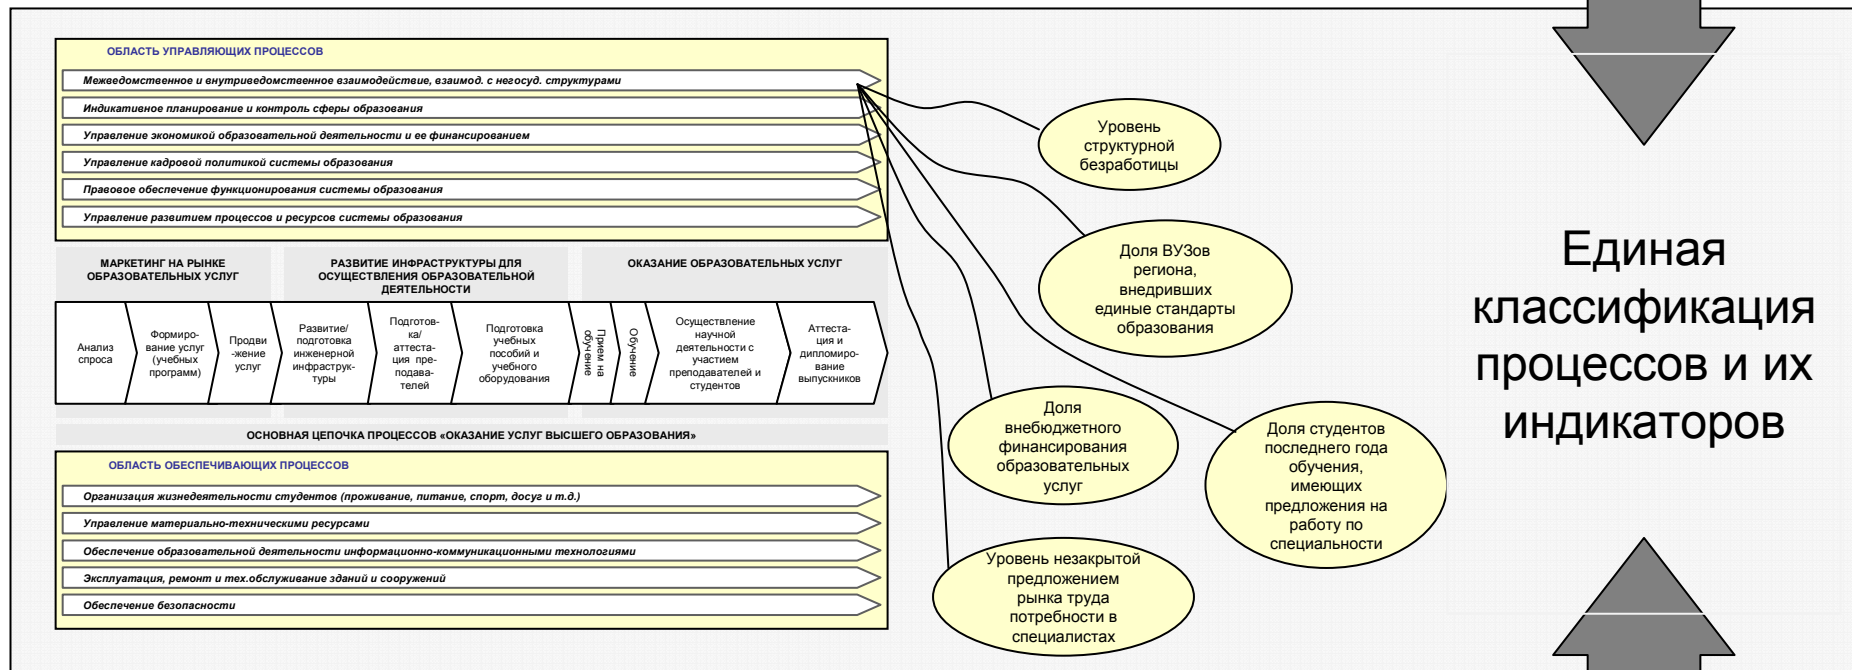 ОБЛАСТЬ УПРАВЛЯЮЩИХ ПРОЦЕССОВ
Межведомственное и внутриведомственное взаимодействие, взаимод. с негосуд. структурами
Индикативное планирование и контроль сферы образования
Управление экономикой образовательной деятельности и ее финансированием
Управление кадровой политикой системы образования
Правовое обеспечение функционирования системы образования
Управление развитием процессов и ресурсов системы образования
МАРКЕТИНГ НА РЫНКЕ
ОБРАЗОВАТЕЛЬНЫХ УСЛУГ
РАЗВИТИЕ ИНФРАСТРУКТУРЫ ДЛЯ
ОСУЩЕСТВЛЕНИЯ ОБРАЗОВАТЕЛЬНОЙ
ДЕЯТЕЛЬНОСТИ
ОКАЗАНИЕ ОБРАЗОВАТЕЛЬНЫХ УСЛУГ
Анализ
спроса
Формиро-
вание услуг
(учебных
программ)
Продви
-жение
услуг
Развитие/
подготовка
инженерной
инфраструк-
туры
Подготов-
ка/
аттеста-
ция пре-
подава-
телей
Подготовка
учебных
пособий и
учебного
оборудования
Прием на
обучение
Обучение
Осуществление
научной
деятельности с
участием
преподавателей и
студентов
Аттеста-
ция и
дипломиро-
вание
выпускников
ОСНОВНАЯ ЦЕПОЧКА ПРОЦЕССОВ «ОКАЗАНИЕ УСЛУГ ВЫСШЕГО ОБРАЗОВАНИЯ»
ОБЛАСТЬ ОБЕСПЕЧИВАЮЩИХ ПРОЦЕССОВ
Организация жизнедеятельности студентов (проживание, питание, спорт, досуг и т.д.)
Управление материально-техническими ресурсами
Обеспечение образовательной деятельности информационно-коммуникационными технологиями
Эксплуатация, ремонт и тех.обслуживание зданий и сооружений
Обеспечение безопасности
Уровень
структурной
безработицы
Доля ВУЗов
региона,
внедривших
единые стандарты
образования
Доля
внебюджетного
финансирования
образовательных
услуг
Доля студентов
последнего года
обучения,
имеющих
предложения на
работу по
специальности
Уровень незакрытой
предложением
рынка труда
потребности в
специалистах
Единая
классификация
процессов и их
индикаторов